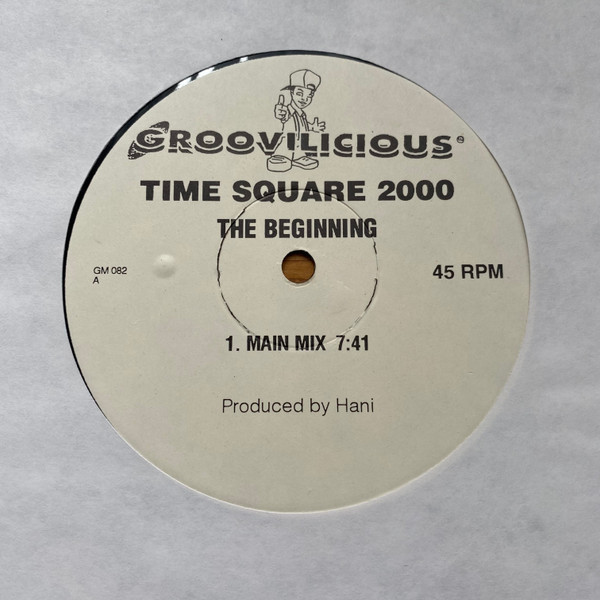 GROOVILICIOUS®
TIME SQUARE 2000
THE BEGINNING
GM 082
A
45 RPM
1. MAIN MIX 7:41
Produced by Hani